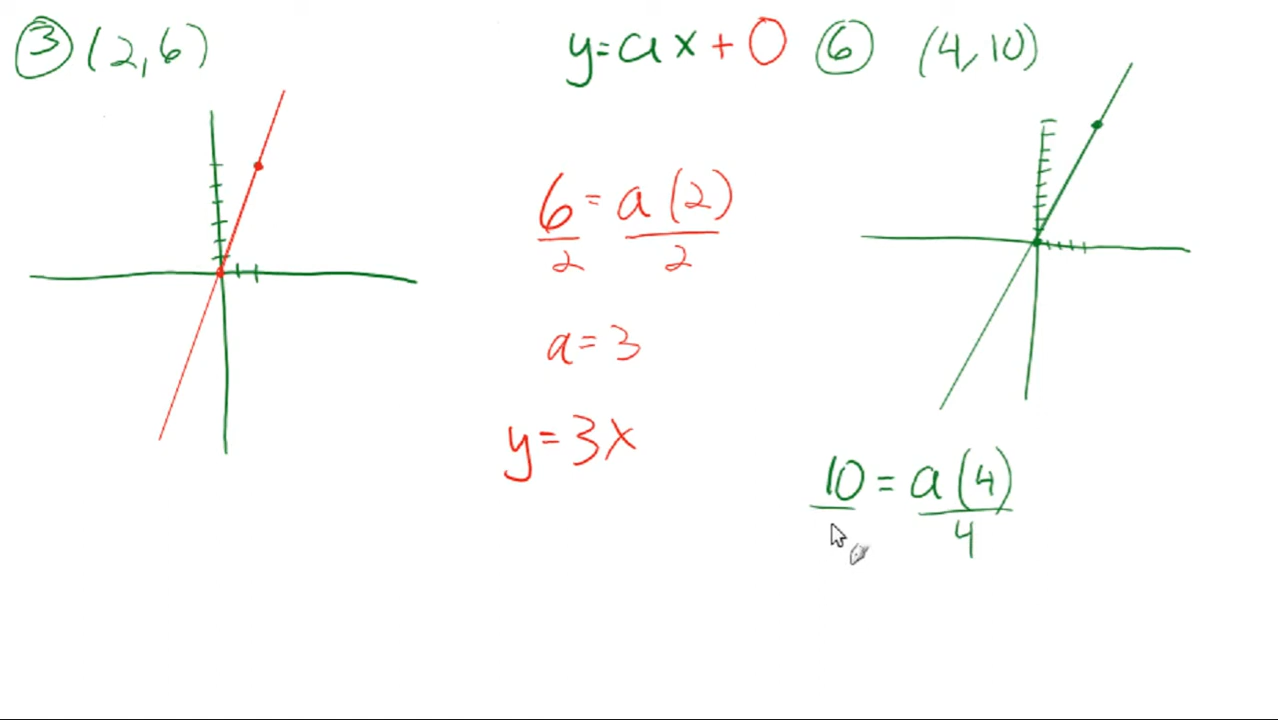 ③ (2,6)
y=ax+0
6=a(2)
2 2
a=3
y=3x
⑥ (4,10)
10=a(4)
4